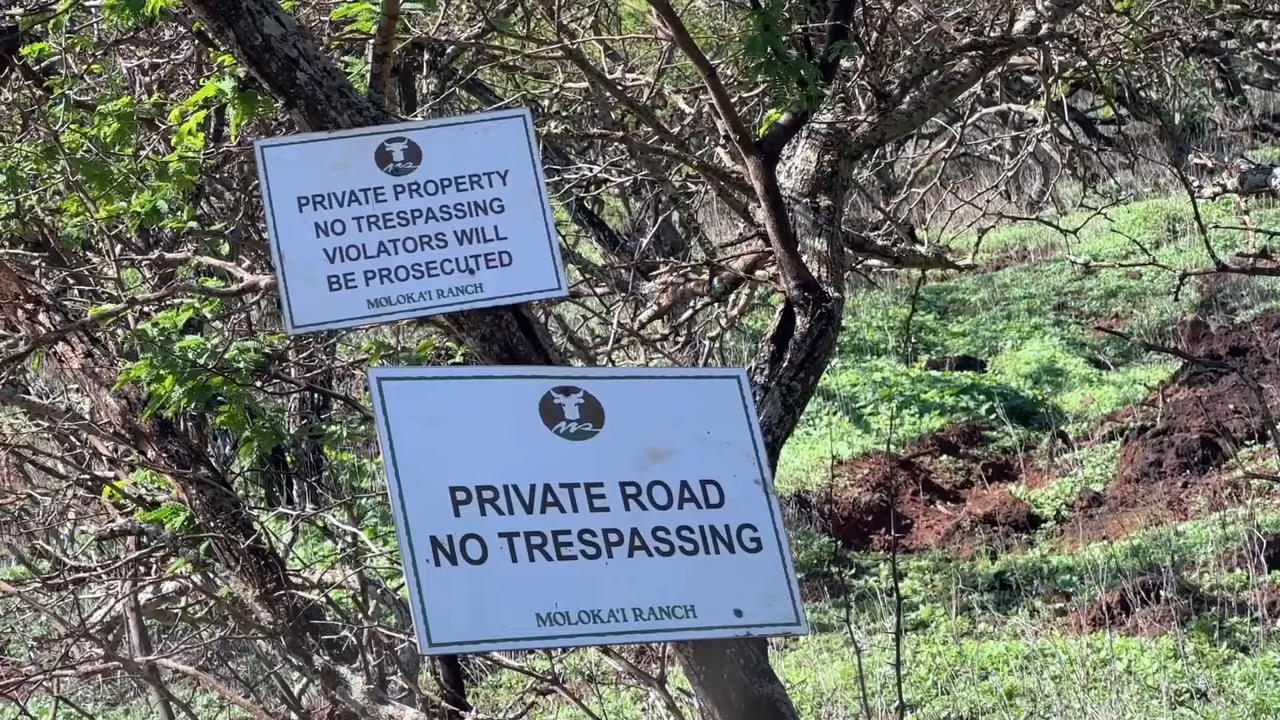 PRIVATE PROPERTY
NO TRESPASSING
VIOLATORS WILL
BE PROSECUTED
MOLOKA'I RANCH
PRIVATE ROAD
NO TRESPASSING
MOLOKA'I RANCH